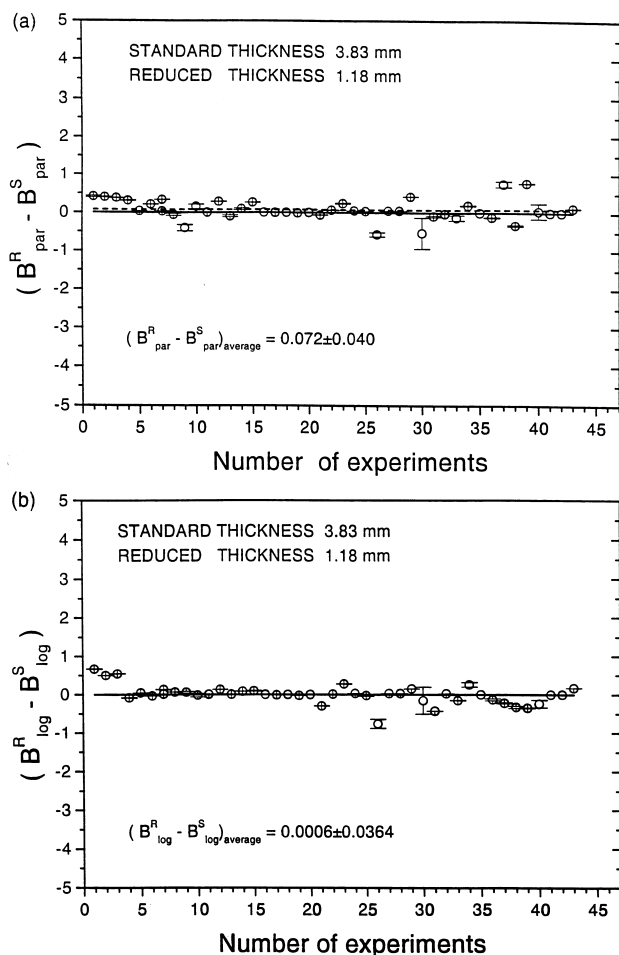 (a)
STANDARD THICKNESS 3.83 mm
REDUCED THICKNESS 1.18 mm
5
4
3
2
1
0
-1
-2
-3
-4
-5
( B^R_par - B^S_par )
( B^R_par - B^S_par )_average = 0.072±0.040
0 5 10 15 20 25 30 35 40 45
Number of experiments
(b)
STANDARD THICKNESS 3.83 mm
REDUCED THICKNESS 1.18 mm
5
4
3
2
1
0
-1
-2
-3
-4
-5
( B^R_log - B^S_log )
( B^R_log - B^S_log )_average = 0.0006±0.0364
0 5 10 15 20 25 30 35 40 45
Number of experiments